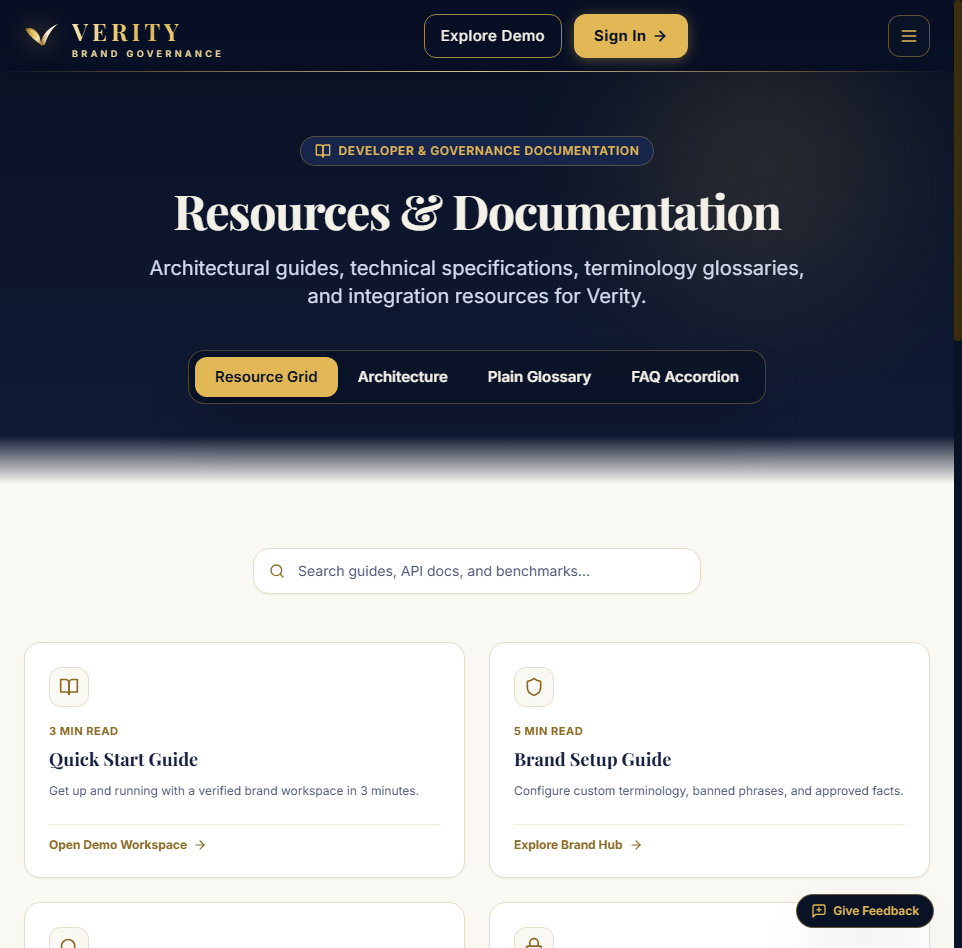 VERITY
BRAND GOVERNANCE
Explore Demo
Sign In
DEVELOPER & GOVERNANCE DOCUMENTATION
Resources & Documentation
Architectural guides, technical specifications, terminology glossaries,
and integration resources for Verity.
Resource Grid
Architecture
Plain Glossary
FAQ Accordion
Search guides, API docs, and benchmarks...
3 MIN READ
Quick Start Guide
Get up and running with a verified brand workspace in 3 minutes.
Open Demo Workspace
5 MIN READ
Brand Setup Guide
Configure custom terminology, banned phrases, and approved facts.
Explore Brand Hub
Give Feedback